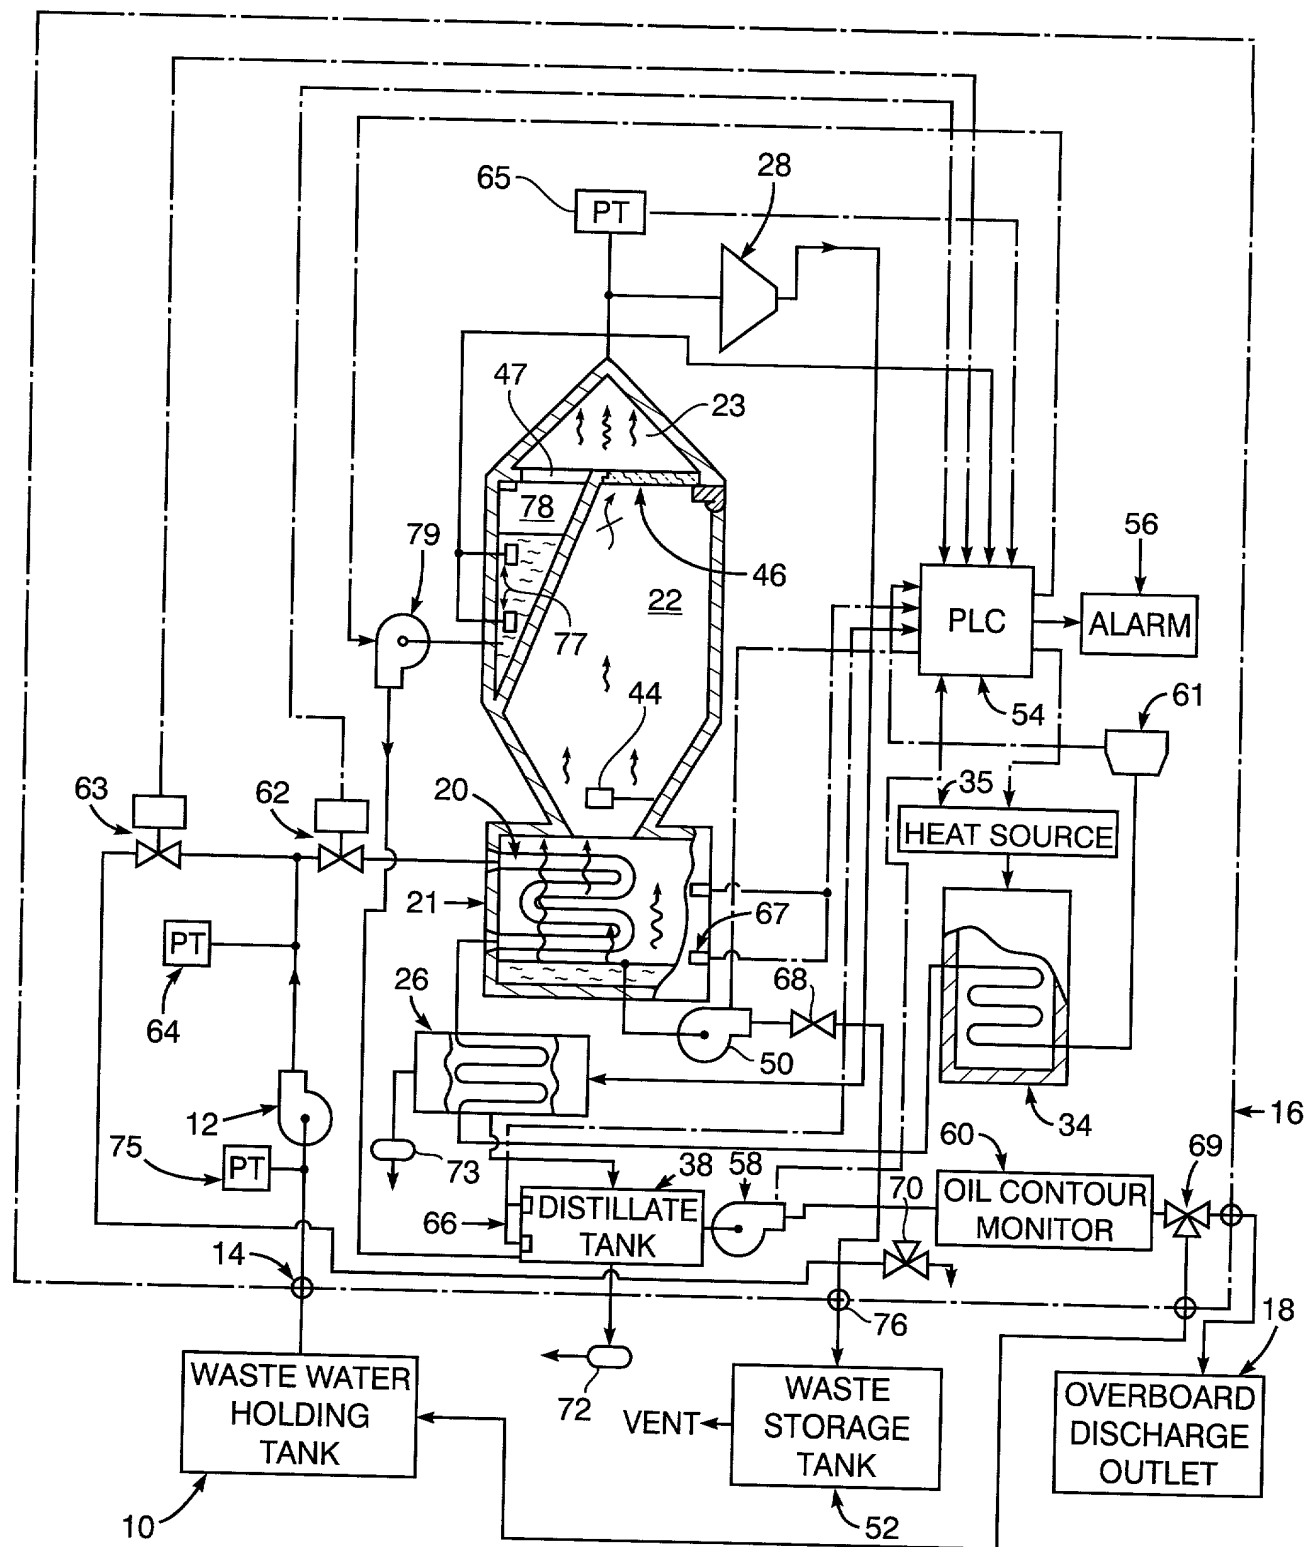 28
65
PT
47
23
78
79
46
56
22
PLC
ALARM
77
44
54
61
63
62
20
35
HEAT SOURCE
21
67
PT
26
68
64
50
12
16
34
75
PT
73
38
58
60
69
70
66
DISTILLATE
TANK
OIL CONTOUR
MONITOR
14
18
76
72
WASTE WATER
HOLDING
TANK
VENT
WASTE
STORAGE
TANK
OVERBOARD
DISCHARGE
OUTLET
10
52